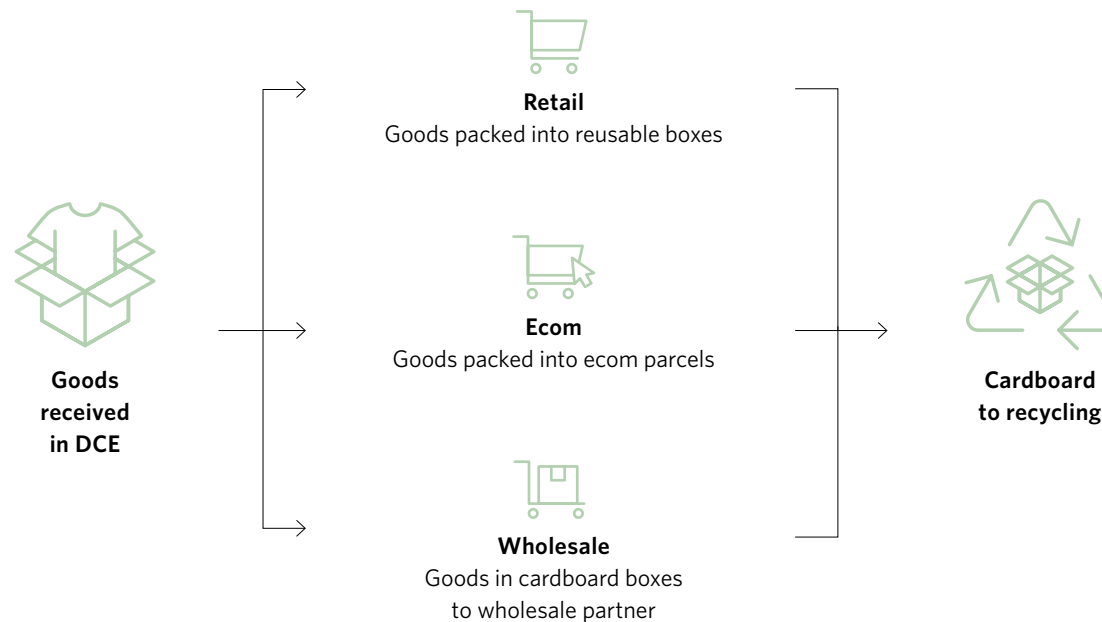 Goods
received
in DCE
Retail
Goods packed into reusable boxes
Ecom
Goods packed into ecom parcels
Wholesale
Goods in cardboard boxes
to wholesale partner
Cardboard
to recycling